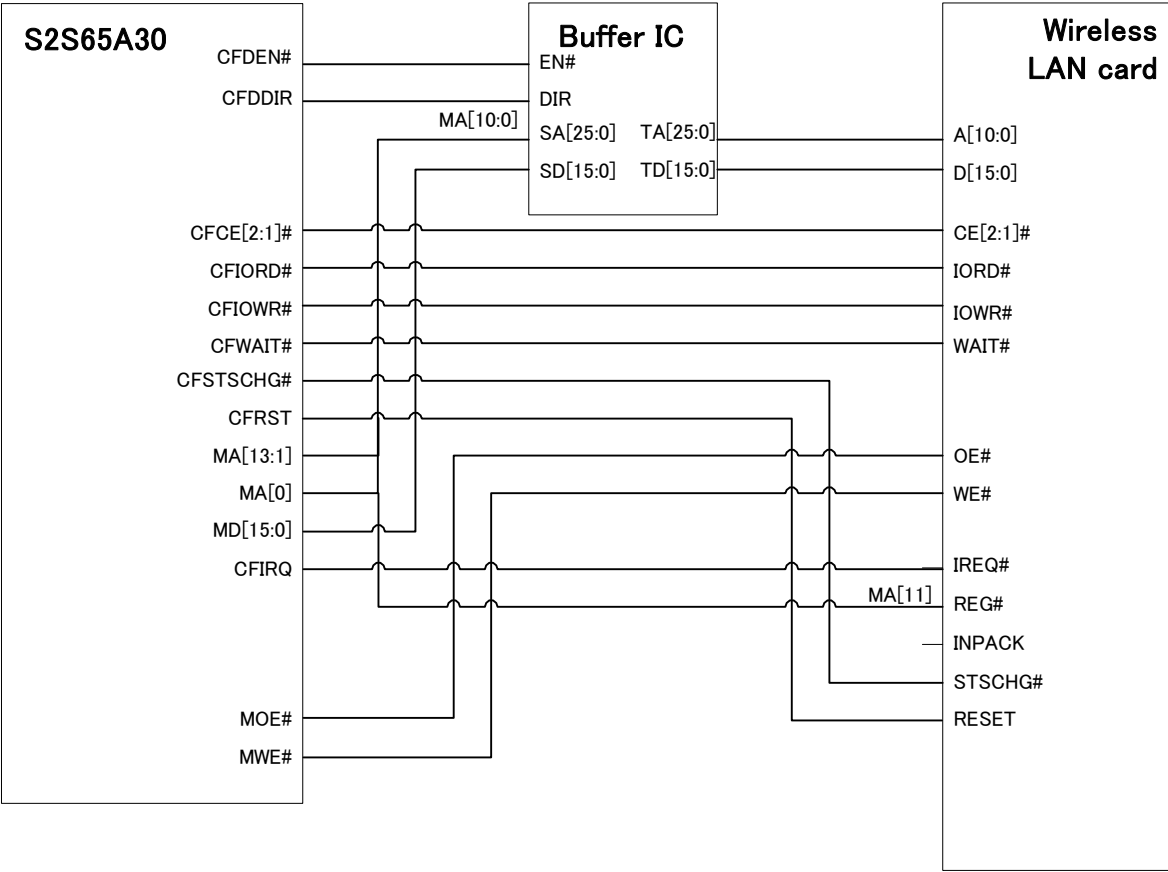 S2S65A30
CFDEN#
CFDDIR
CFCE[2:1]#
CFIORD#
CFIOWR#
CFWAIT#
CFSTSCHG#
CFRST
MA[13:1]
MA[0]
MD[15:0]
CFIRQ
MOE#
MWE#
MA[10:0]
Buffer IC
EN#
DIR
SA[25:0] TA[25:0]
SD[15:0] TD[15:0]
MA[11]
Wireless
LAN card
A[10:0]
D[15:0]
CE[2:1]#
IORD#
IOWR#
WAIT#
OE#
WE#
IREQ#
REG#
INPACK
STSCHG#
RESET